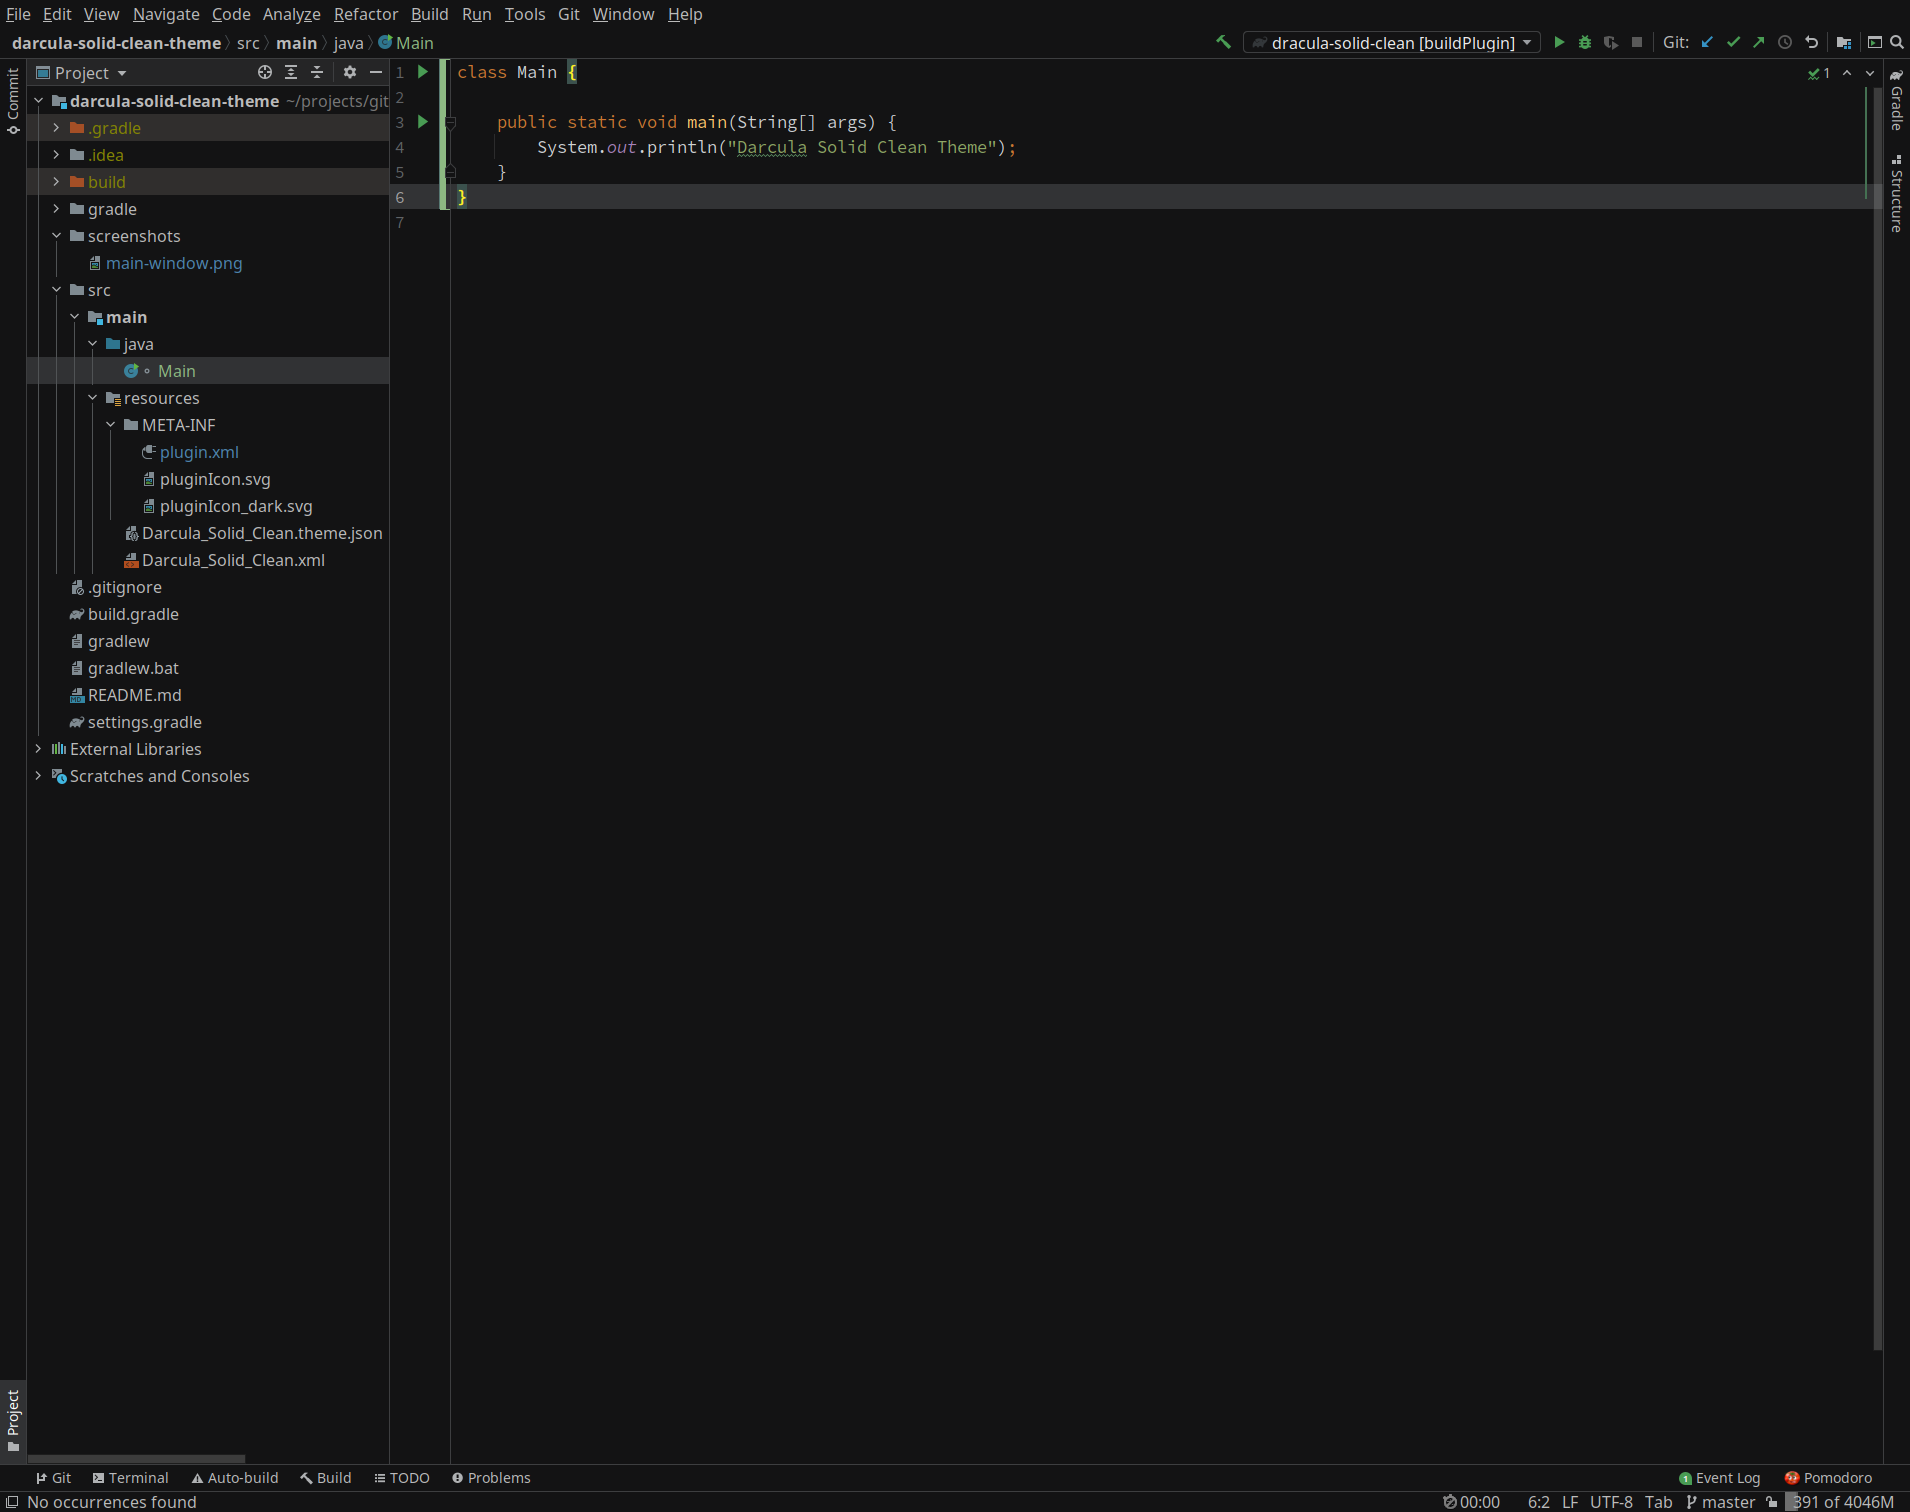 File Edit View Navigate Code Analyze Refactor Build Run Tools Git Window Help
darcula-solid-clean-theme src main java Main
dracula-solid-clean [buildPlugin] Git:
Commit
Project
darcula-solid-clean-theme ~/projects/git
.gradle
.idea
build
gradle
screenshots
main-window.png
src
main
java
Main
resources
META-INF
plugin.xml
pluginIcon.svg
pluginIcon_dark.svg
Darcula_Solid_Clean.theme.json
Darcula_Solid_Clean.xml
.gitignore
build.gradle
gradlew
gradlew.bat
README.md
settings.gradle
External Libraries
Scratches and Consoles
Project
1 class Main {
2
3 public static void main(String[] args) {
4 System.out.println("Darcula Solid Clean Theme");
5 }
6 }
7
1
Gradle
Structure
Git Terminal Auto-build Build TODO Problems
1 Event Log Pomodoro
No occurrences found
00:00 6:2 LF UTF-8 Tab master 391 of 4046M